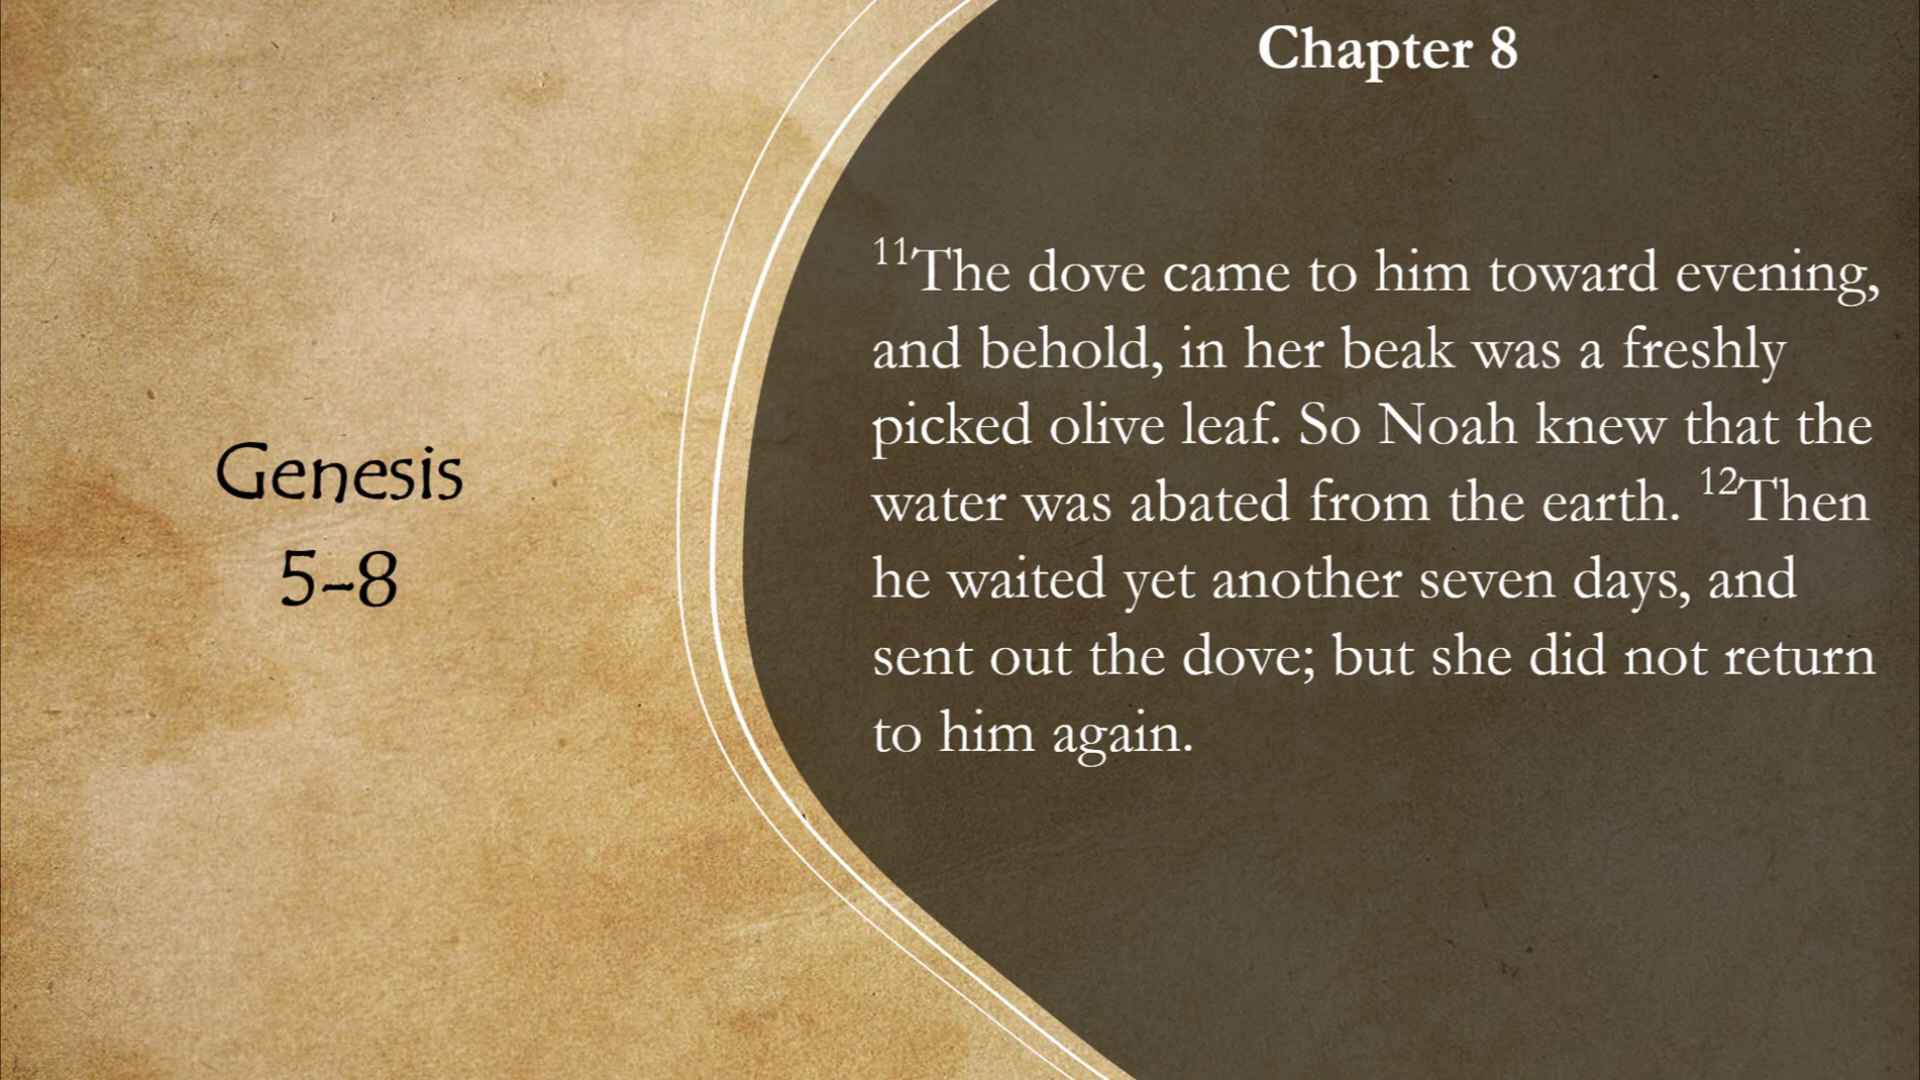 Genesis
5-8
Chapter 8
11The dove came to him toward evening,
and behold, in her beak was a freshly
picked olive leaf. So Noah knew that the
water was abated from the earth. 12Then
he waited yet another seven days, and
sent out the dove; but she did not return
to him again.